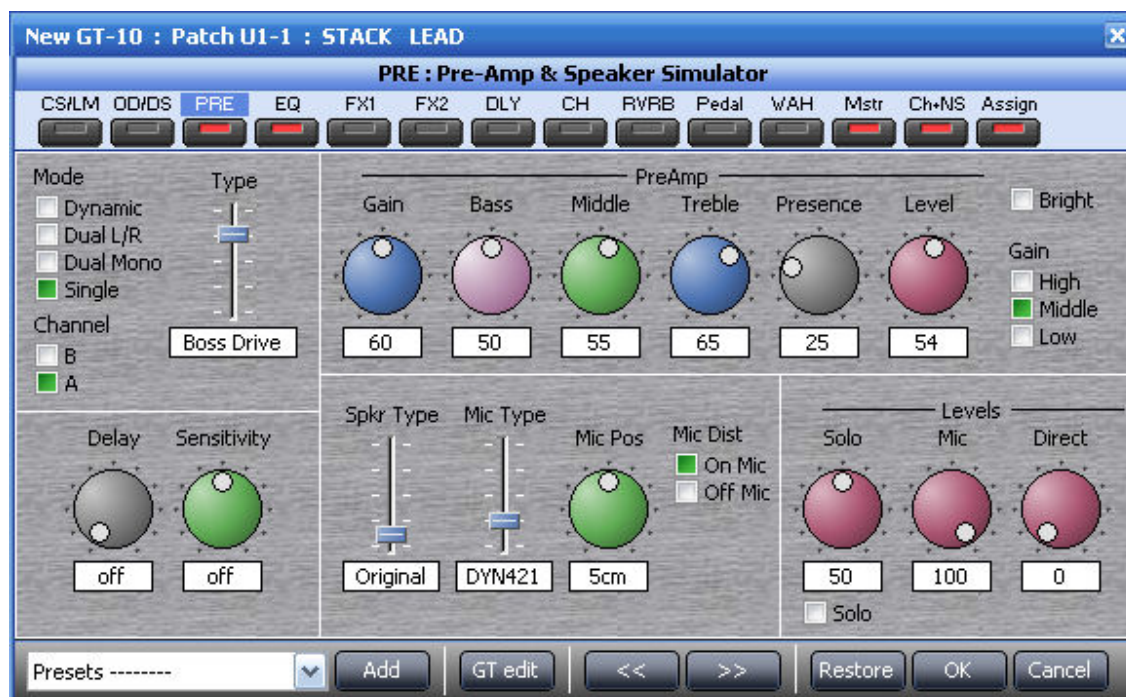 New GT-10 : Patch U1-1 : STACK LEAD
PRE : Pre-Amp & Speaker Simulator
CS/LM OD/DS PRE EQ FX1 FX2 DLY CH RVRB Pedal WAH Mstr Ch+NS Assign
Mode
Dynamic
Dual L/R
Dual Mono
Single
Channel
B
A
Type
Boss Drive
PreAmp
Gain Bass Middle Treble Presence Level
60 50 55 65 25 54
Bright
Gain
High
Middle
Low
Delay Sensitivity
off off
Spkr Type Mic Type Mic Pos Mic Dist
On Mic
Off Mic
Original DYN421 5cm
Levels
Solo Mic Direct
50 100 0
Solo
Presets -------- Add GT edit << >> Restore OK Cancel